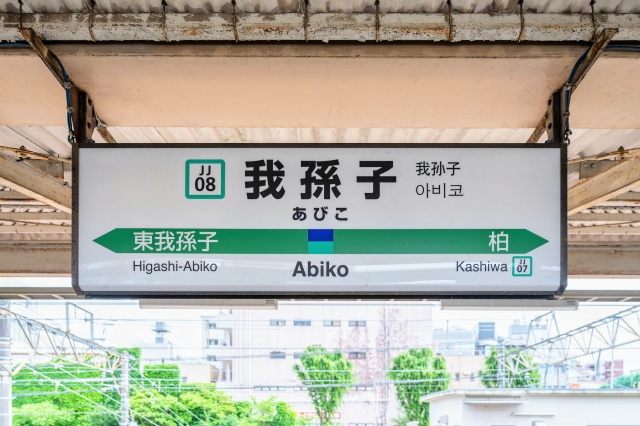 JJ
08
我孫子
我孙子
아비코
あびこ
東我孫子
柏
Higashi-Abiko
Abiko
Kashiwa
JJ
07